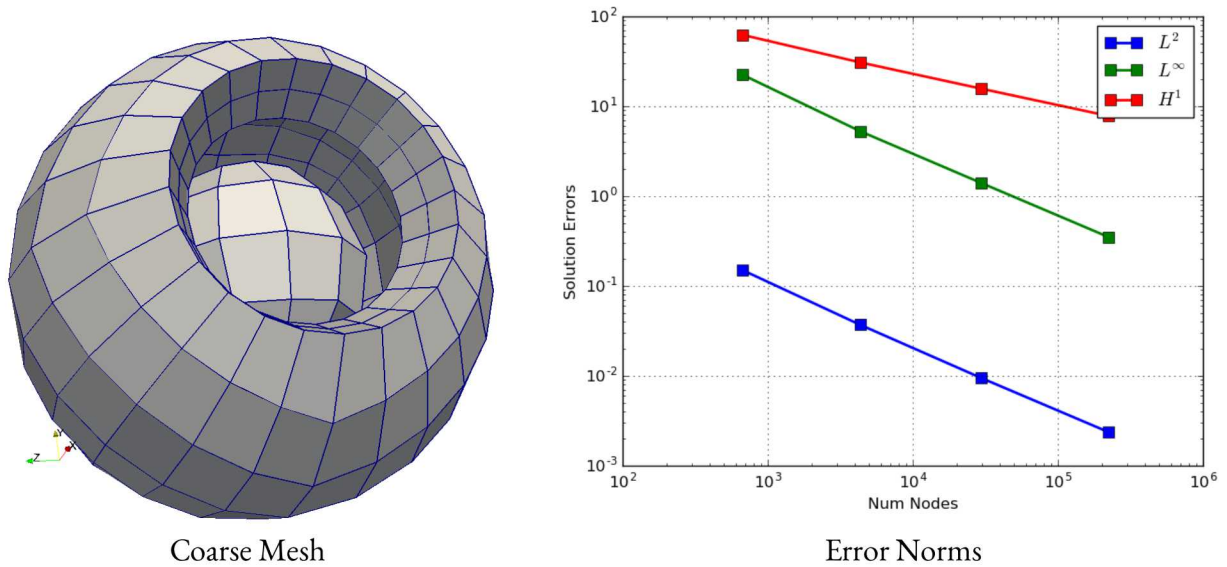 Z
Y
X
Coarse Mesh
10^2
10^1
10^0
10^-1
10^-2
10^-3
Solution Errors
L^2
L^∞
H^1
10^2 10^3 10^4 10^5 10^6
Num Nodes
Error Norms